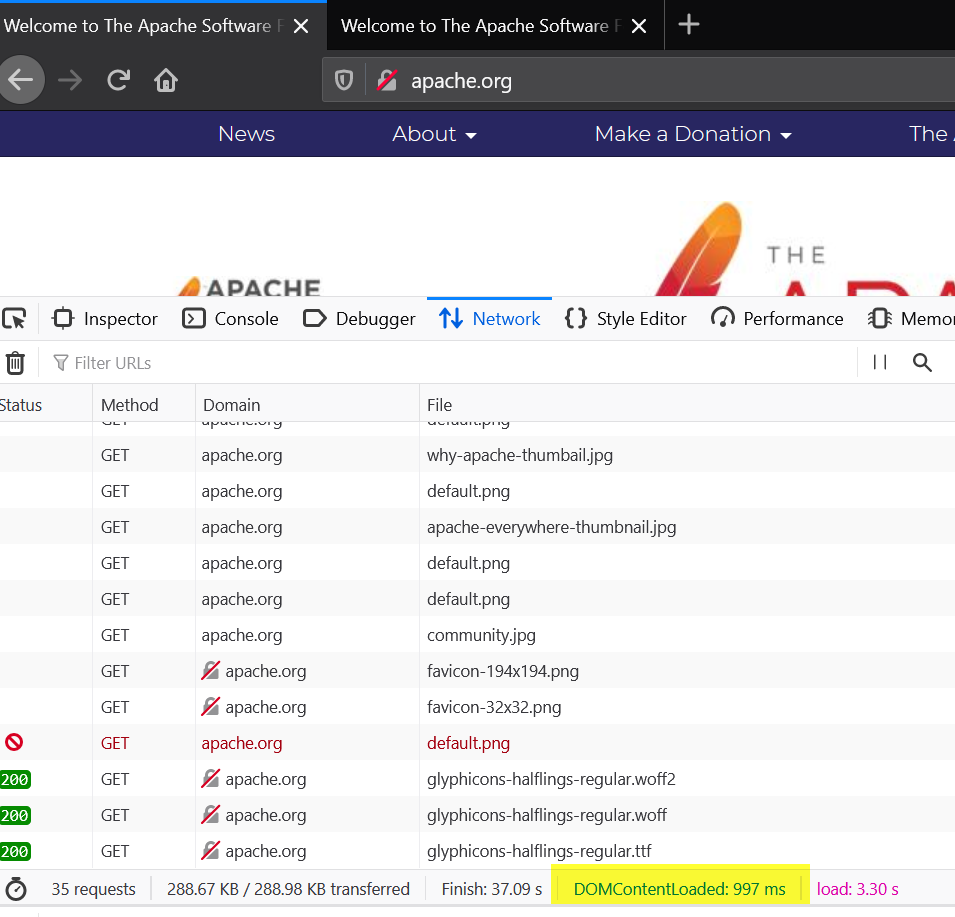 Welcome to The Apache Software F
Welcome to The Apache Software F
apache.org
News About Make a Donation The
APACHE
THE
Inspector Console Debugger Network Style Editor Performance Memo
Filter URLs
Status Method Domain File
GET apache.org default.png
GET apache.org why-apache-thumbail.jpg
GET apache.org default.png
GET apache.org apache-everywhere-thumbnail.jpg
GET apache.org default.png
GET apache.org default.png
GET apache.org community.jpg
GET apache.org favicon-194x194.png
GET apache.org favicon-32x32.png
GET apache.org default.png
200 GET apache.org glyphicons-halflings-regular.woff2
200 GET apache.org glyphicons-halflings-regular.woff
200 GET apache.org glyphicons-halflings-regular.ttf
35 requests 288.67 KB / 288.98 KB transferred Finish: 37.09 s DOMContentLoaded: 997 ms load: 3.30 s